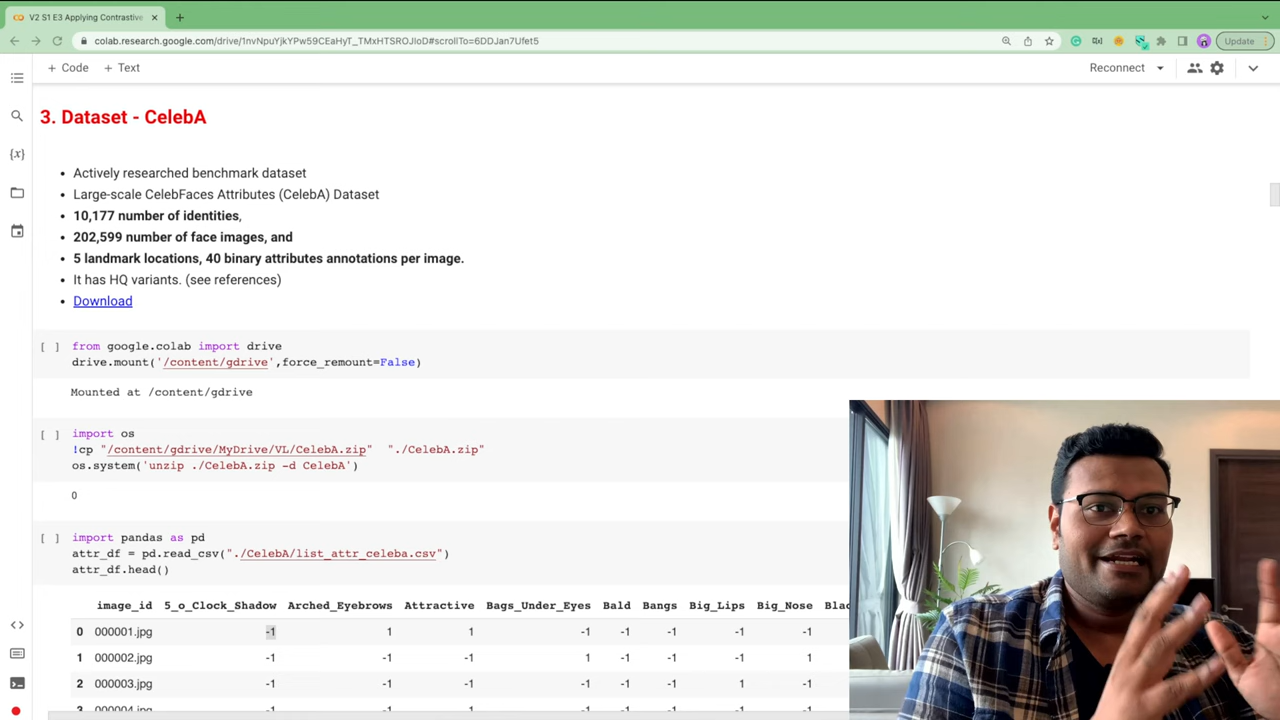 V2 S1 E3 Applying Contrastive
colab.research.google.com/drive/1nvNpuYjkYPw59CEaHyT_TMxHTSROJIoD#scrollTo=6DDJan7Ufet5
Update
+ Code + Text
Reconnect
3. Dataset - CelebA
• Actively researched benchmark dataset
• Large-scale CelebFaces Attributes (CelebA) Dataset
• 10,177 number of identities,
• 202,599 number of face images, and
• 5 landmark locations, 40 binary attributes annotations per image.
• It has HQ variants. (see references)
• Download
[ ] from google.colab import drive
drive.mount('/content/gdrive',force_remount=False)
Mounted at /content/gdrive
[ ] import os
!cp "/content/gdrive/MyDrive/VL/CelebA.zip" "./CelebA.zip"
os.system('unzip ./CelebA.zip -d CelebA')
0
[ ] import pandas as pd
attr_df = pd.read_csv("./CelebA/list_attr_celeba.csv")
attr_df.head()
image_id 5_o_Clock_Shadow Arched_Eyebrows Attractive Bags_Under_Eyes Bald Bangs Big_Lips Big_Nose Blac
0 000001.jpg -1 1 1 -1 -1 -1 -1 -1
1 000002.jpg -1 -1 -1 1 -1 -1 -1 1
2 000003.jpg -1 -1 -1 -1 -1 -1 1 -1
3 000004.jpg